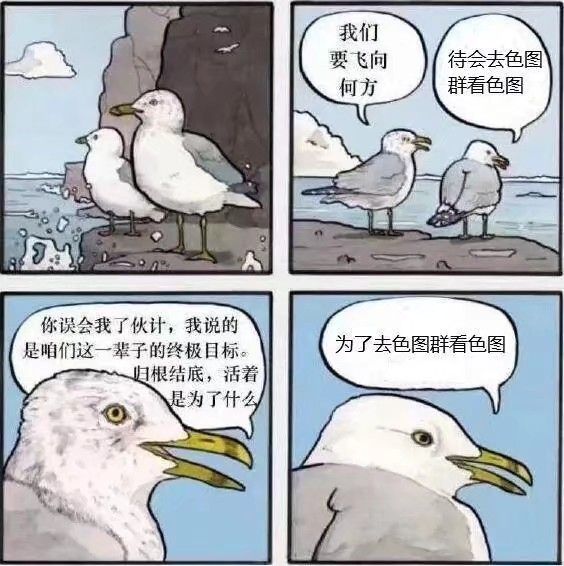 我们
要飞向
何方
待会去色图
群看色图
你误会我了伙计，我说的
是咱们这一辈子的终极目标。
归根结底，活着
是为了什么
为了去色图群看色图